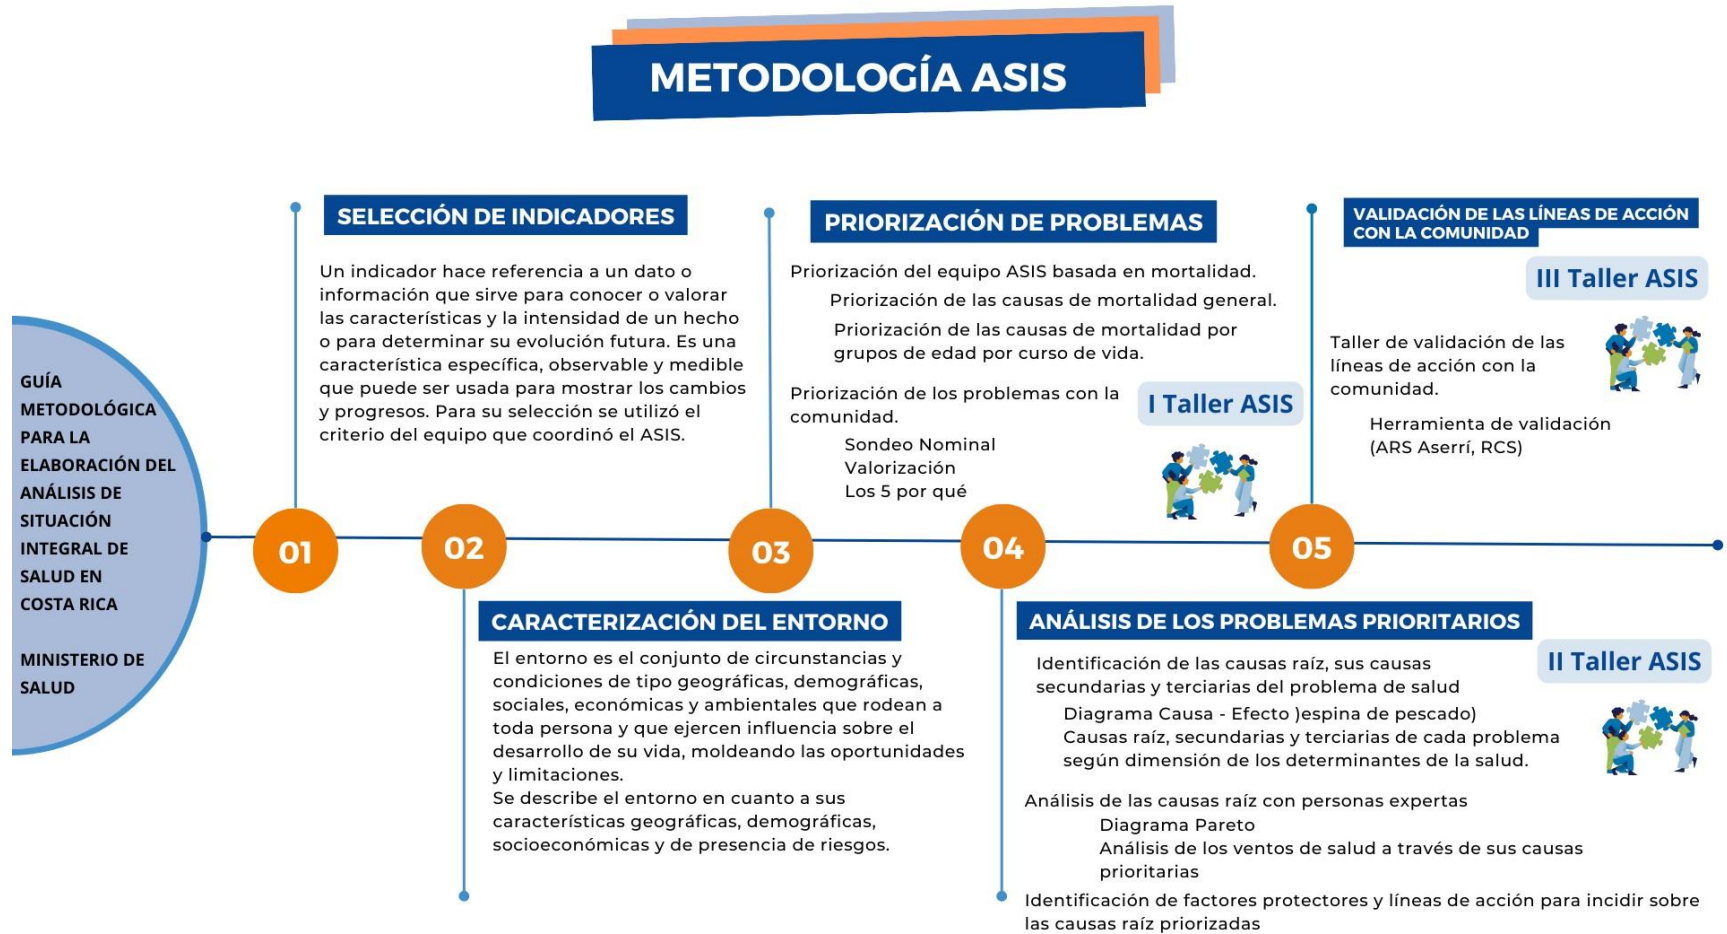 METODOLOGÍA ASIS
GUÍA
METODOLÓGICA
PARA LA
ELABORACIÓN DEL
ANÁLISIS DE
SITUACIÓN
INTEGRAL DE
SALUD EN
COSTA RICA
MINISTERIO DE
SALUD
01
SELECCIÓN DE INDICADORES
Un indicador hace referencia a un dato o
información que sirve para conocer o valorar
las características y la intensidad de un hecho
o para determinar su evolución futura. Es una
característica específica, observable y medible
que puede ser usada para mostrar los cambios
y progresos. Para su selección se utilizó el
criterio del equipo que coordinó el ASIS.
02
CARACTERIZACIÓN DEL ENTORNO
El entorno es el conjunto de circunstancias y
condiciones de tipo geográficas, demográficas,
sociales, económicas y ambientales que rodean a
toda persona y que ejercen influencia sobre el
desarrollo de su vida, moldeando las oportunidades
y limitaciones.
Se describe el entorno en cuanto a sus
características geográficas, demográficas,
socioeconómicas y de presencia de riesgos.
03
PRIORIZACIÓN DE PROBLEMAS
Priorización del equipo ASIS basada en mortalidad.
Priorización de las causas de mortalidad general.
Priorización de las causas de mortalidad por
grupos de edad por curso de vida.
Priorización de los problemas con la
comunidad.
Sondeo Nominal
Valorización
Los 5 por qué
I Taller ASIS
04
ANÁLISIS DE LOS PROBLEMAS PRIORITARIOS
II Taller ASIS
Identificación de las causas raíz, sus causas
secundarias y terciarias del problema de salud
Diagrama Causa - Efecto )espina de pescado)
Causas raíz, secundarias y terciarias de cada problema
según dimensión de los determinantes de la salud.
Análisis de las causas raíz con personas expertas
Diagrama Pareto
Análisis de los ventos de salud a través de sus causas
prioritarias
Identificación de factores protectores y líneas de acción para incidir sobre
las causas raíz priorizadas
05
VALIDACIÓN DE LAS LÍNEAS DE ACCIÓN
CON LA COMUNIDAD
III Taller ASIS
Taller de validación de las
líneas de acción con la
comunidad.
Herramienta de validación
(ARS Aserrí, RCS)